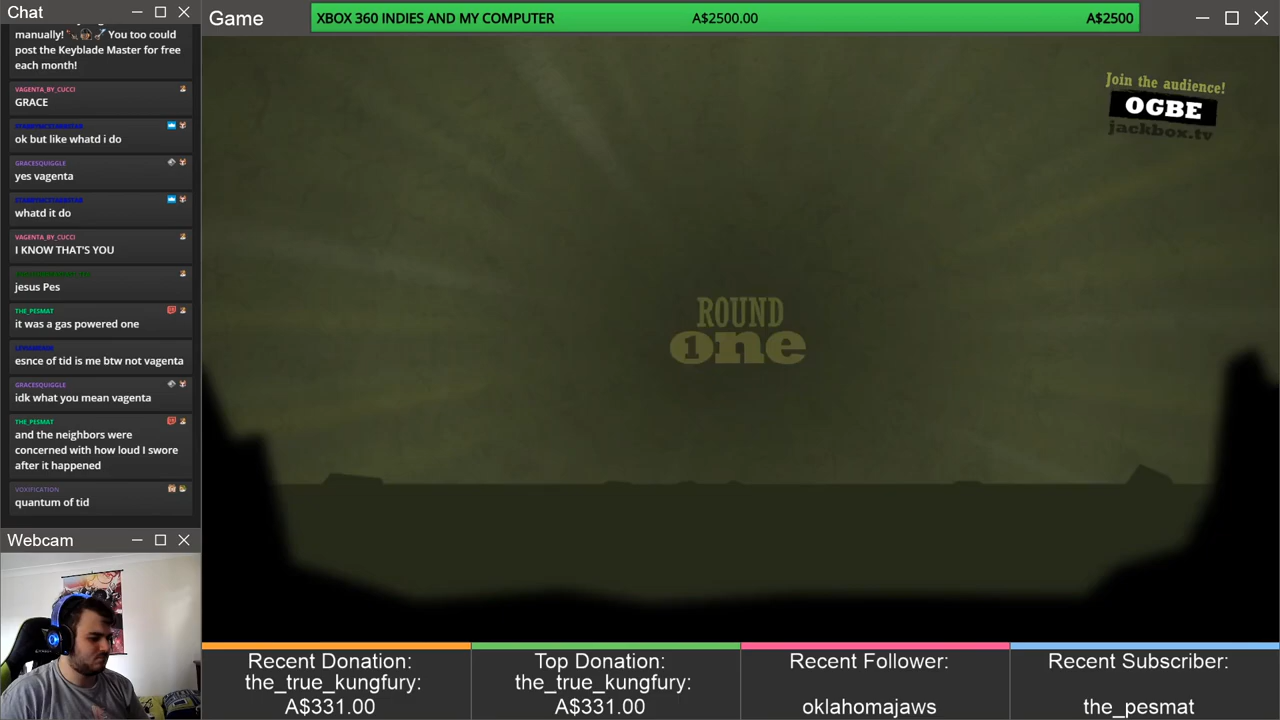 Chat
manually!
You too could
post the Keyblade Master for free
each month!
VAGENTA_BY_CUCCI
GRACE
ok but like whatd i do
GRACESQUIGGLE
yes vagenta
whatd it do
VAGENTA_BY_CUCCI
I KNOW THAT'S YOU
jesus Pes
THE_PESMAT
it was a gas powered one
esnce of tid is me btw not vagenta
GRACESQUIGGLE
idk what you mean vagenta
THE_PESMAT
and the neighbors were
concerned with how loud I swore
after it happened
VOXIFICATION
quantum of tid
Webcam
Game
XBOX 360 INDIES AND MY COMPUTER
A$2500.00
A$2500
Join the audience!
OGBE
jackbox.tv
ROUND
1 one
Recent Donation:
the_true_kungfury:
A$331.00
Top Donation:
the_true_kungfury:
A$331.00
Recent Follower:
oklahomajaws
Recent Subscriber:
the_pesmat